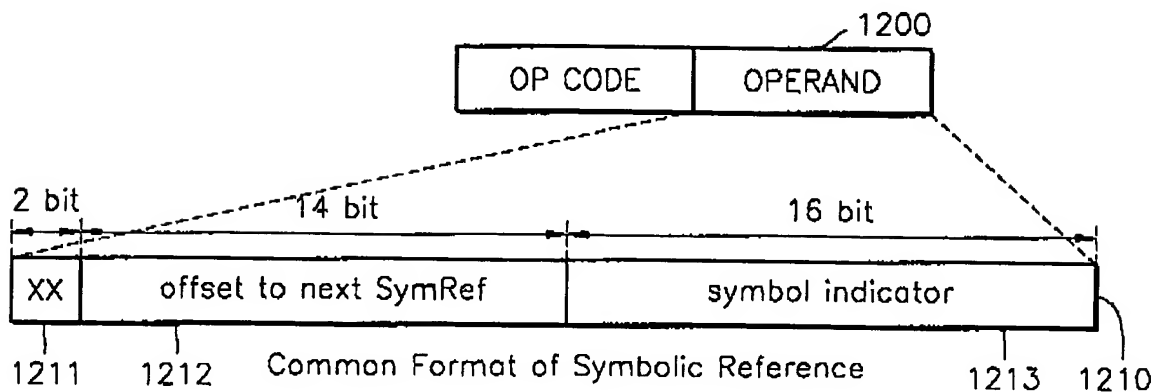 1200
OP CODE OPERAND
2 bit 14 bit 16 bit
XX offset to next SymRef symbol indicator
1211 1212 Common Format of Symbolic Reference 1213 1210